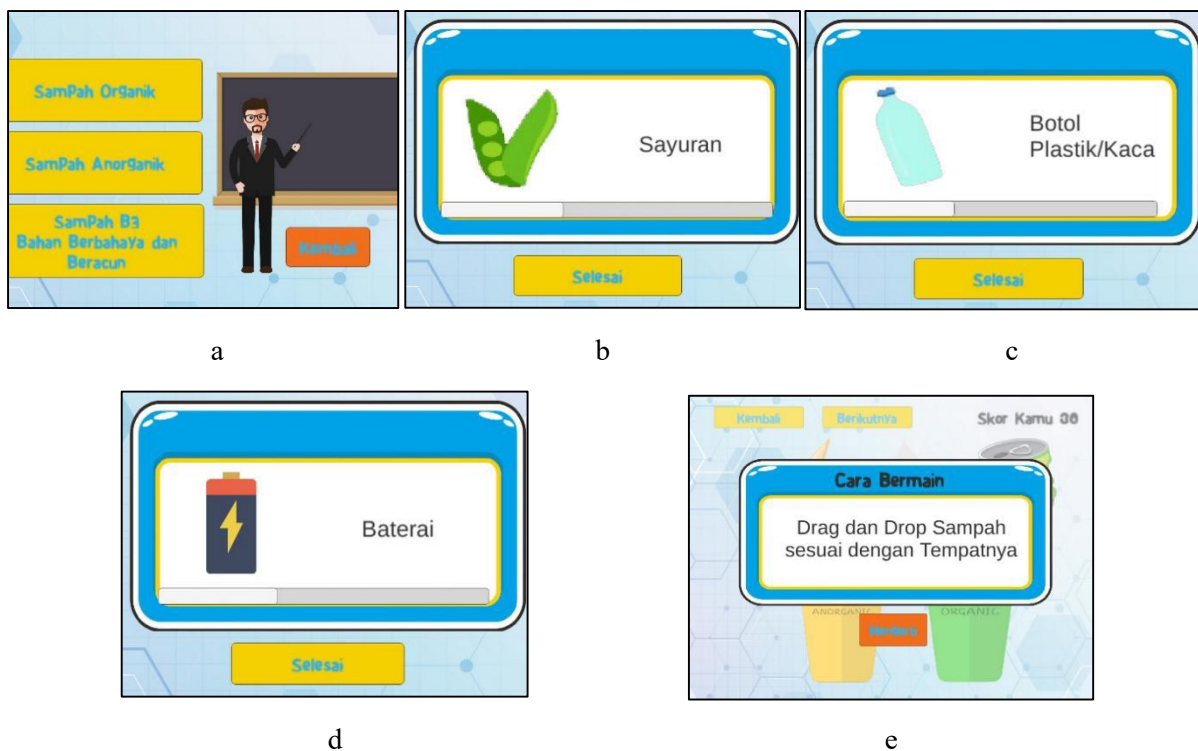 SamPah Organik
SamPah Anorganik
SamPah B3
Bahan BerbahaYa dan
Beracun
Kembali
a
Sayuran
Selesai
b
Botol
Plastik/Kaca
Selesai
c
Baterai
Selesai
d
Kembali
BerikutnYa
Skor Kamu
Cara Bermain
Drag dan Drop Sampah
sesuai dengan Tempatnya
ANORGANIC
ORGANIC
e